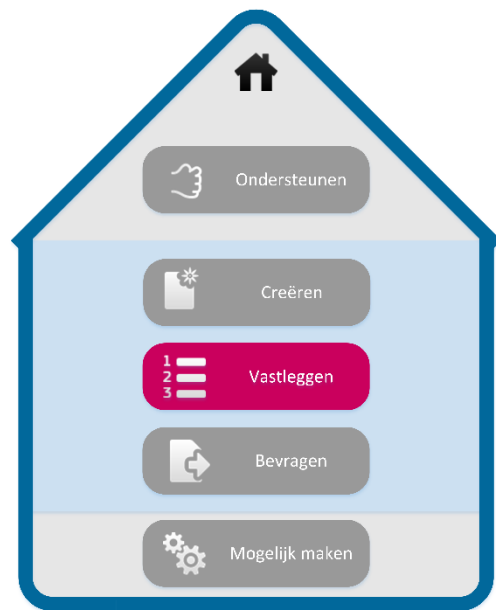 Ondersteunen
Creëren
1
2
3
Vastleggen
Bevragen
Mogelijk maken